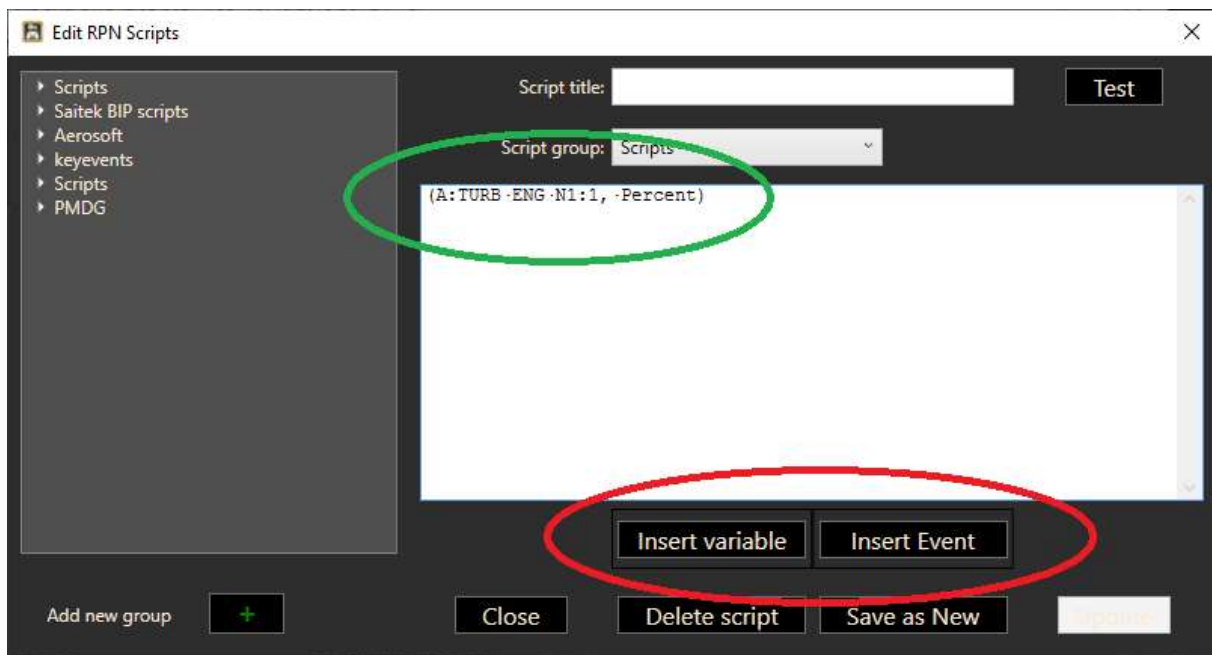 Edit RPN Scripts
Scripts
Saitek BIP scripts
Aerosoft
keyevents
Scripts
PMDG
Script title:
Test
Script group: Scripts
(A:TURB·ENG·N1:1,·Percent)
Insert variable Insert Event
Add new group + Close Delete script Save as New